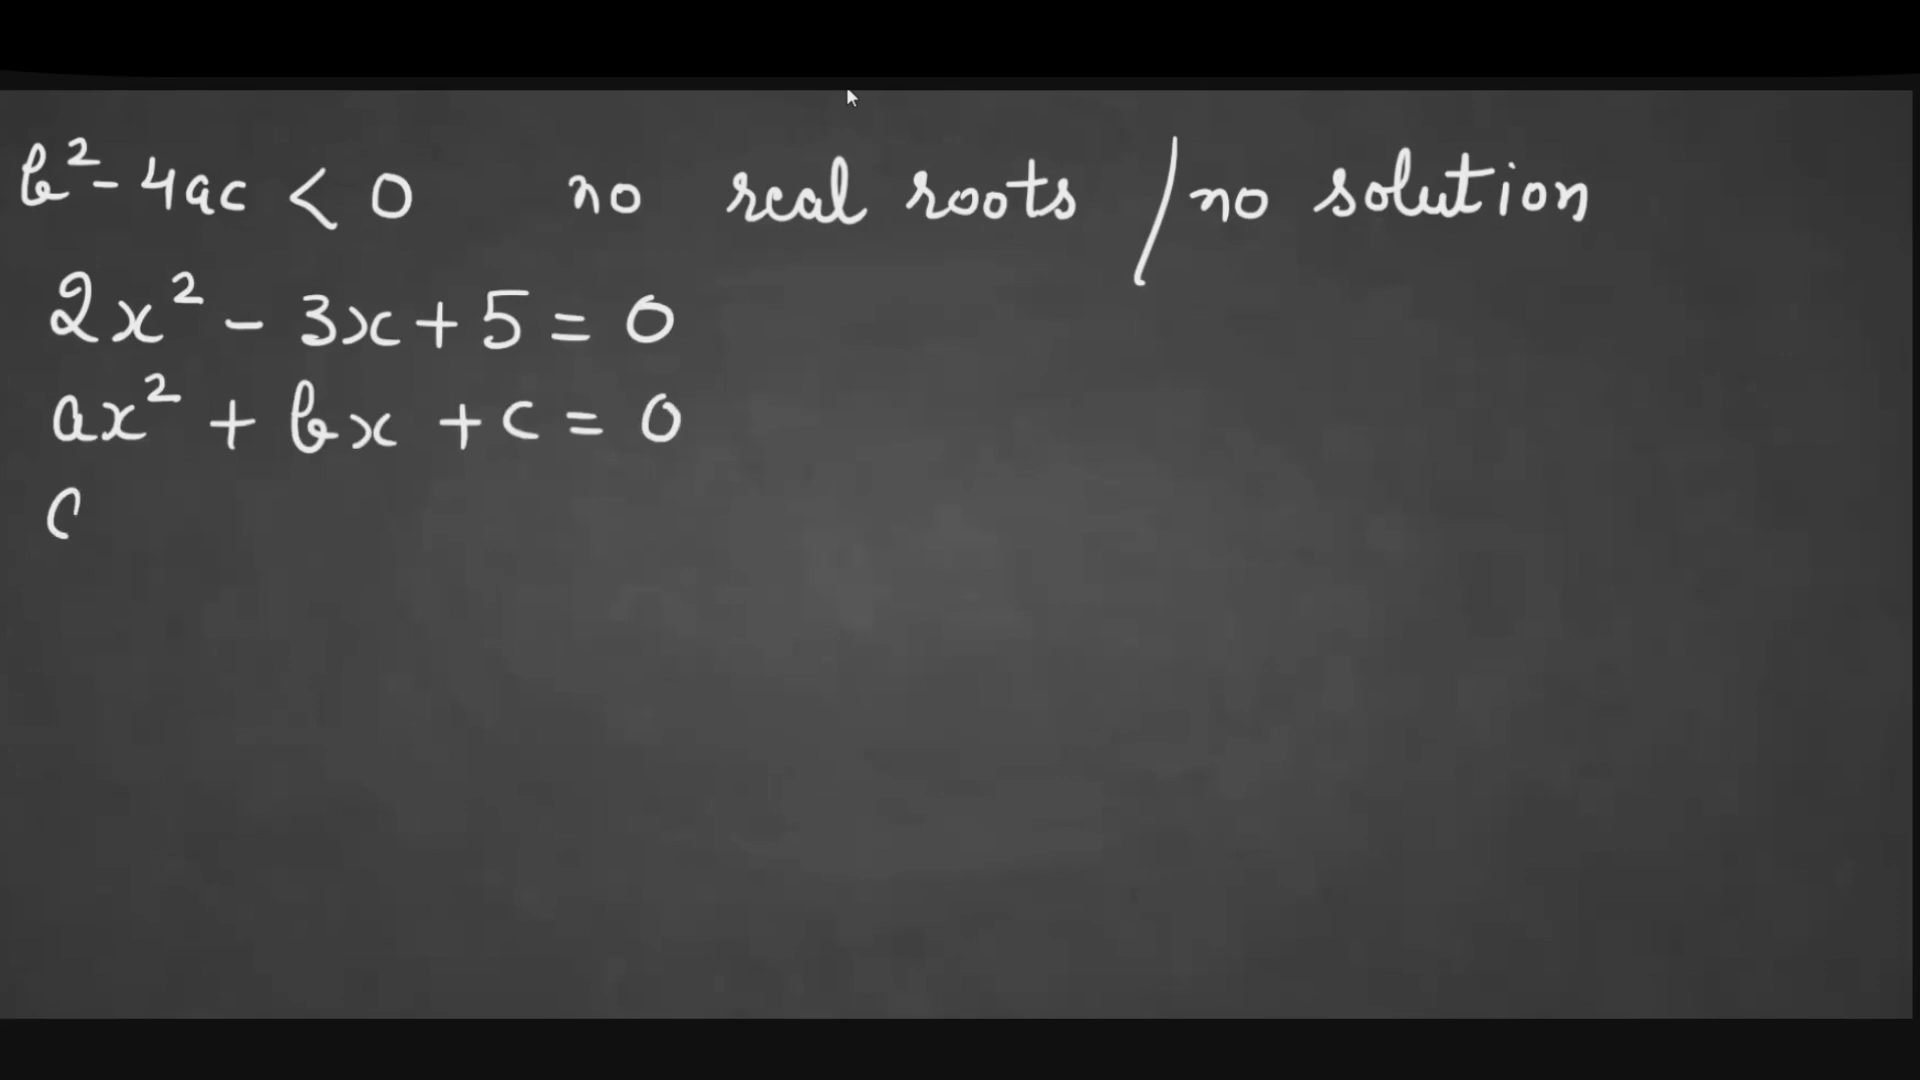 b² - 4ac < 0 no real roots / no solution
2x² - 3x + 5 = 0
ax² + bx + c = 0